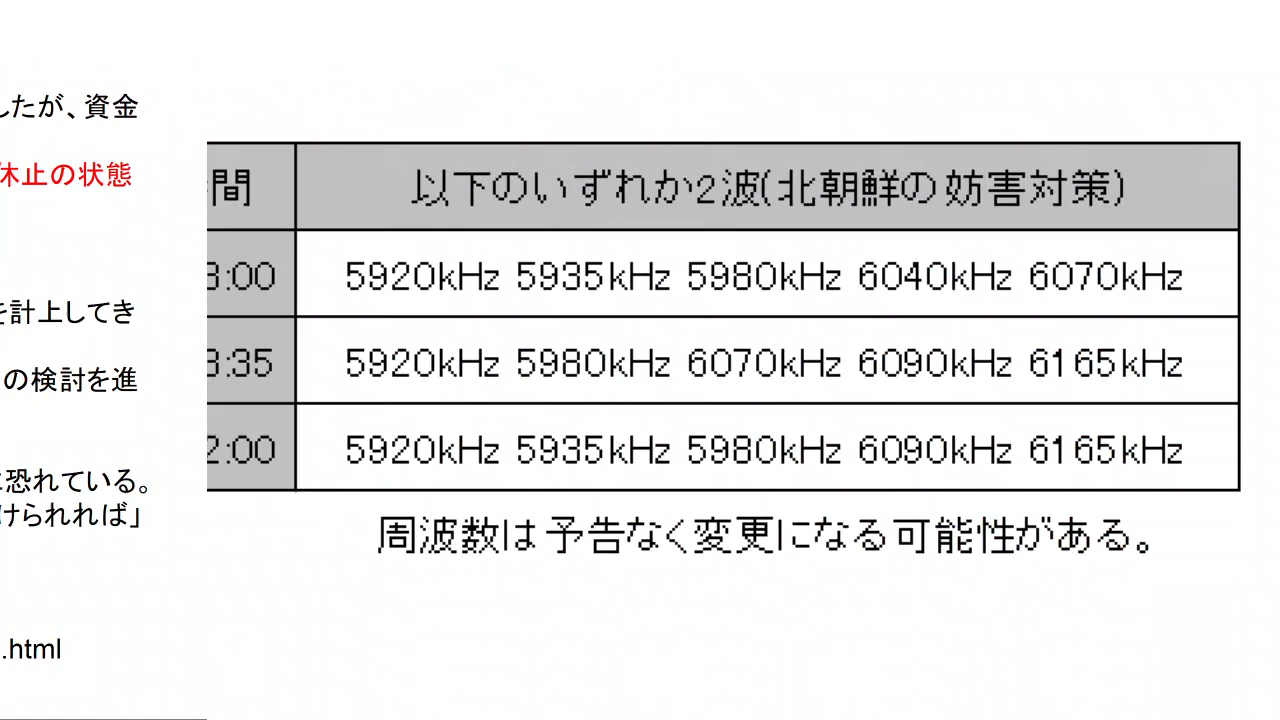 したが、資金
休止の状態
を計上してき
の検討を進
に恐れている。
けられれば」
.html
間 以下のいずれか2波(北朝鮮の妨害対策)
3:00 5920kHz 5935kHz 5980kHz 6040kHz 6070kHz
3:35 5920kHz 5980kHz 6070kHz 6090kHz 6165kHz
2:00 5920kHz 5935kHz 5980kHz 6090kHz 6165kHz
周波数は予告なく変更になる可能性がある。